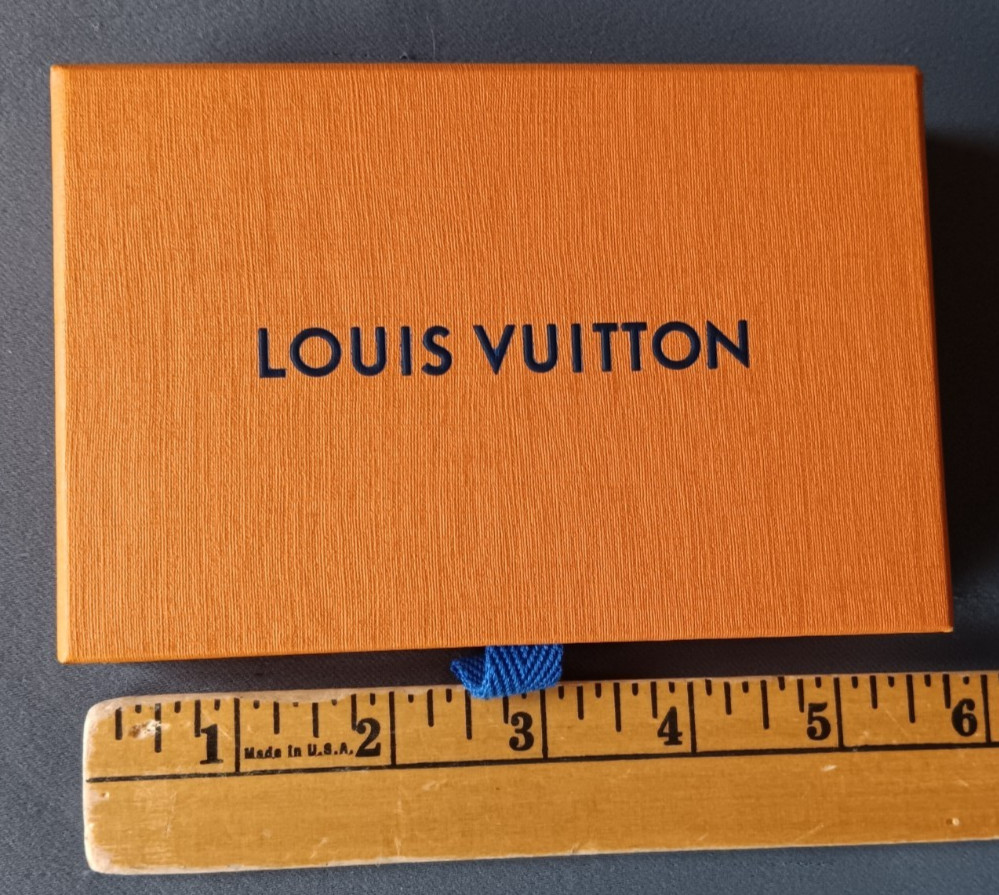 LOUIS VUITTON
1 2 3 4 5 6
Made in U.S.A.